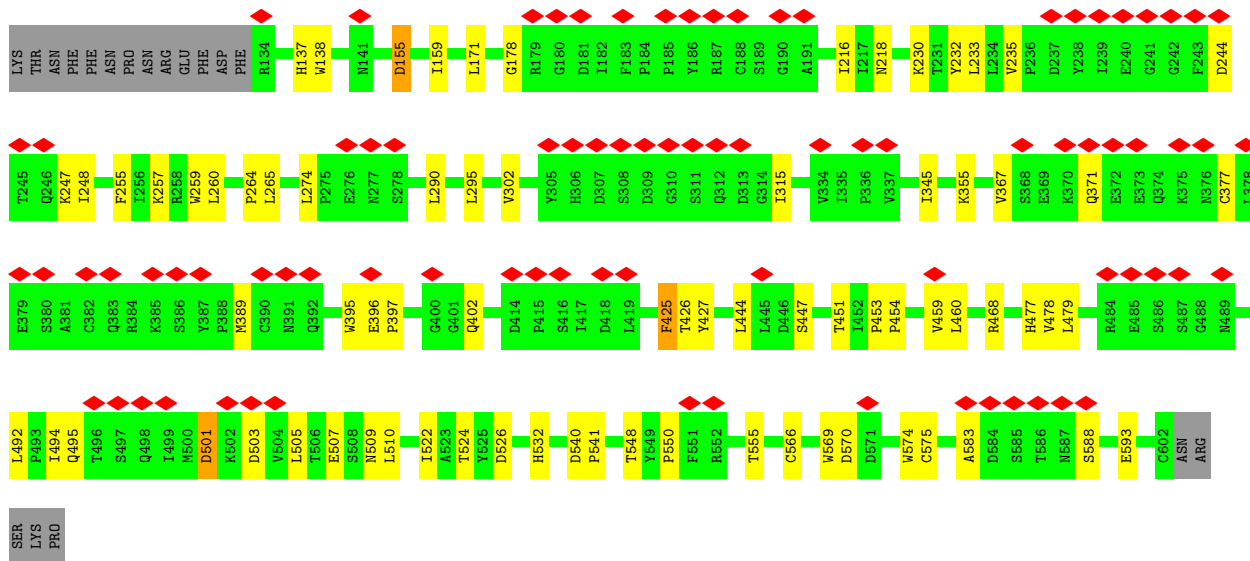 LYS THR ASN PHE PHE ASN PRO ASN ARG GLU PHE ASP PHE R134 H137 W138 N141 D155 I159 L171 G178 R179 G180 D181 I182 F183 P184 P185 Y186 R187 C188 S189 G190 A191 I216 I217 N218 K230 T231 Y232 L233 L234 V235 P236 D237 Y238 I239 E240 G241 G242 F243 D244
T245 Q246 K247 I248 F255 I256 K257 R258 W259 L260 P264 L265 L274 P275 E276 N277 S278 L290 L295 V302 Y305 H306 D307 S308 D309 G310 S311 Q312 D313 G314 I315 V334 I335 P336 V337 I345 K355 V367 S368 E369 K370 Q371 E372 E373 Q374 K375 N376 C377 L378
E379 S380 A381 C382 Q383 R384 K385 S386 Y387 P388 M389 C390 N391 Q392 W395 E396 P397 G400 G401 Q402 D414 P415 S416 I417 D418 L419 F425 T426 Y427 L444 L445 D446 S447 T451 I452 P453 P454 V459 L460 R468 H477 V478 L479 R484 E485 S486 S487 G488 N489
L492 P493 I494 Q495 T496 S497 Q498 I499 M500 D501 K502 D503 V504 L505 T506 E507 S508 N509 L510 I522 A523 T524 Y525 D526 H532 D540 P541 T548 Y549 P550 F551 R552 T555 C566 W569 D570 D571 W574 C575 A583 D584 S585 T586 N587 S588 E593 C602 ASN ARG
SER LYS PRO